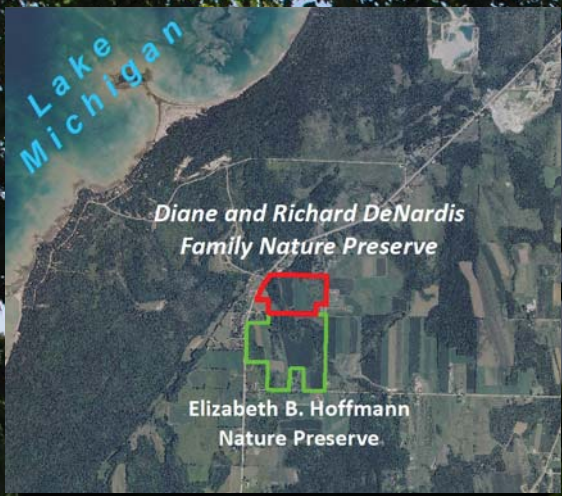 Lake
Michigan
Diane and Richard DeNardis
Family Nature Preserve
Elizabeth B. Hoffmann
Nature Preserve